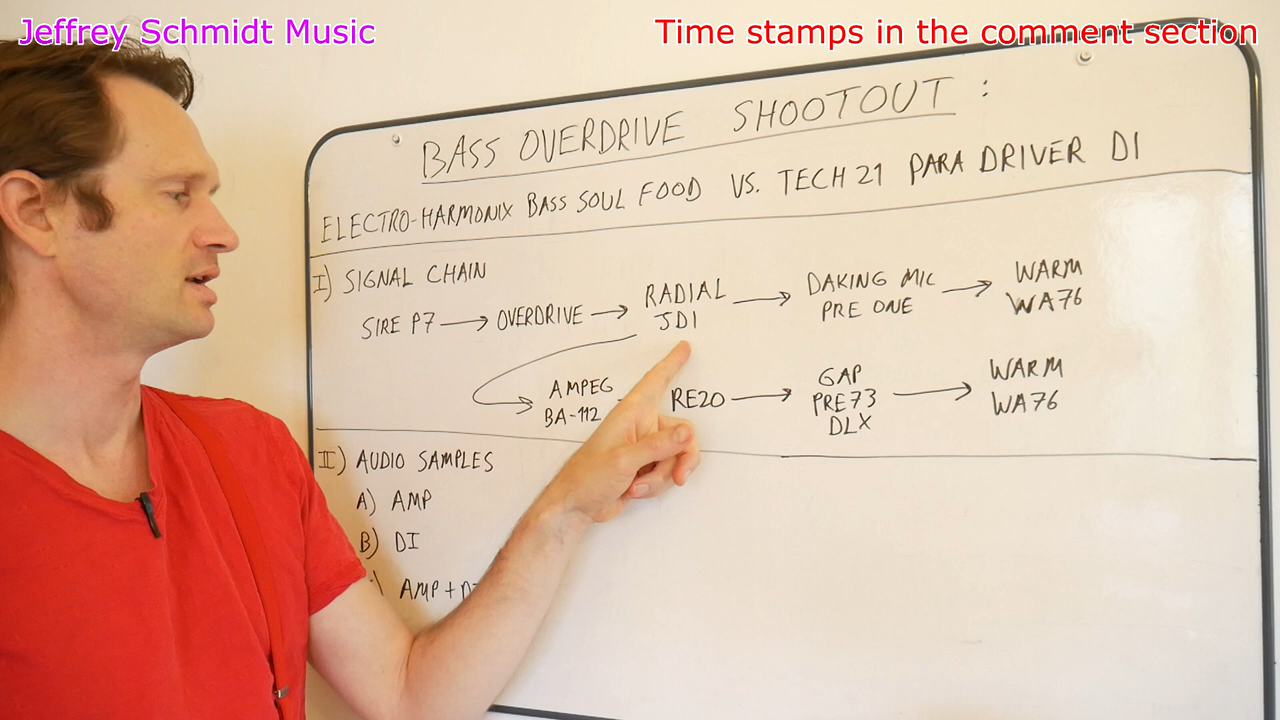 Jeffrey Schmidt Music
Time stamps in the comment section
BASS OVERDRIVE SHOOTOUT :
ELECTRO-HARMONIX BASS SOUL FOOD VS. TECH 21 PARA DRIVER DI
I) SIGNAL CHAIN
SIRE P7 → OVERDRIVE → RADIAL JDI → DAKING MIC PRE ONE → WARM WA76
AMPEG BA-112 RE20 → GAP PRE73 DLX → WARM WA76
II) AUDIO SAMPLES
A) AMP
B) DI
AMP +